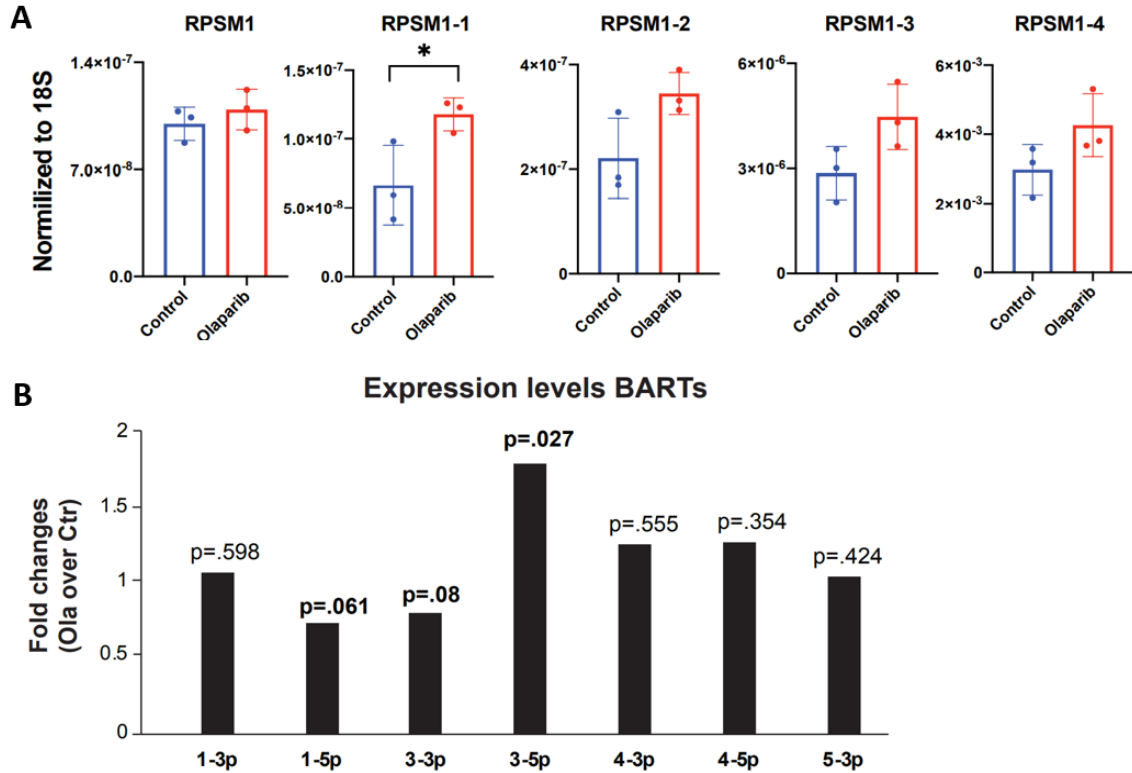 A
RPSM1
RPSM1-1
RPSM1-2
RPSM1-3
RPSM1-4
Normilized to 18S
1.4×10⁻⁷
7.0×10⁻⁸
0.0
Control
Olaparib
*
1.5×10⁻⁷
1.0×10⁻⁷
5.0×10⁻⁸
0.0
Control
Olaparib
4×10⁻⁷
2×10⁻⁷
0
Control
Olaparib
6×10⁻⁶
3×10⁻⁶
0
Control
Olaparib
6×10⁻³
4×10⁻³
2×10⁻³
0
Control
Olaparib
B
Expression levels BARTs
Fold changes
(Ola over Ctr)
2
1.5
1
0.5
0
p=.598
p=.061
p=.08
p=.027
p=.555
p=.354
p=.424
1-3p
1-5p
3-3p
3-5p
4-3p
4-5p
5-3p